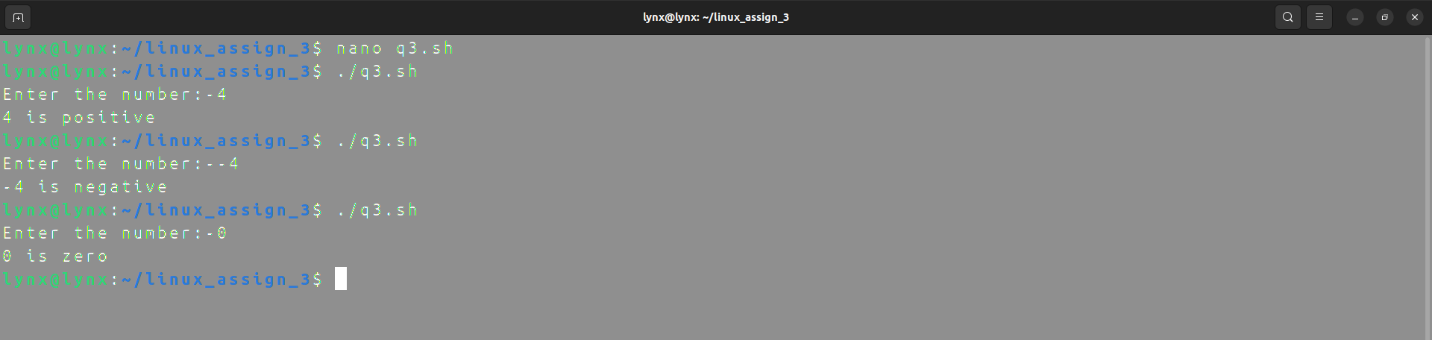 lynx@lynx: ~/linux_assign_3
lynx@lynx:~/linux_assign_3$ nano q3.sh
lynx@lynx:~/linux_assign_3$ ./q3.sh
Enter the number:-4
4 is positive
lynx@lynx:~/linux_assign_3$ ./q3.sh
Enter the number:--4
-4 is negative
lynx@lynx:~/linux_assign_3$ ./q3.sh
Enter the number:-0
0 is zero
lynx@lynx:~/linux_assign_3$